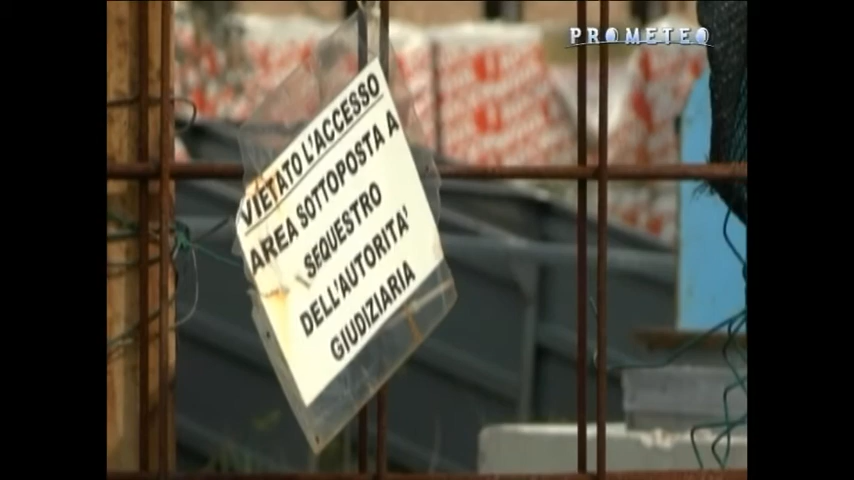 PROMETEO
VIETATO L'ACCESSO
AREA SOTTOPOSTA A
SEQUESTRO
DELL'AUTORITA'
GIUDIZIARIA